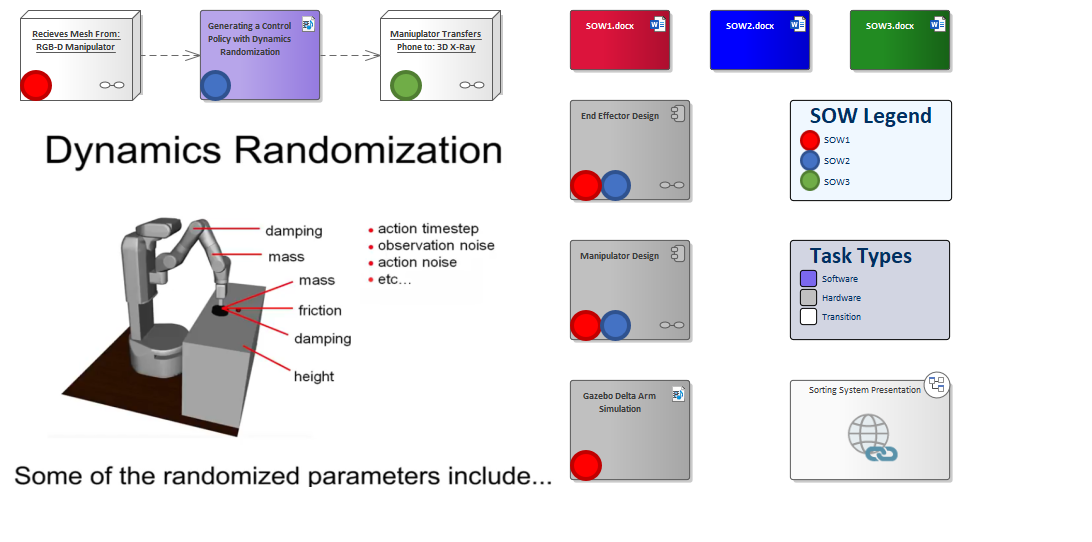 Recieves Mesh From:
RGB-D Manipulator
Generating a Control
Policy with Dynamics
Randomization
Maniuplator Transfers
Phone to: 3D X-Ray
SOW1.docx
SOW2.docx
SOW3.docx
Dynamics Randomization
damping
mass
mass
friction
damping
height
• action timestep
• observation noise
• action noise
• etc...
Some of the randomized parameters include...
End Effector Design
SOW Legend
SOW1
SOW2
SOW3
Manipulator Design
Task Types
Software
Hardware
Transition
Gazebo Delta Arm
Simulation
Sorting System Presentation